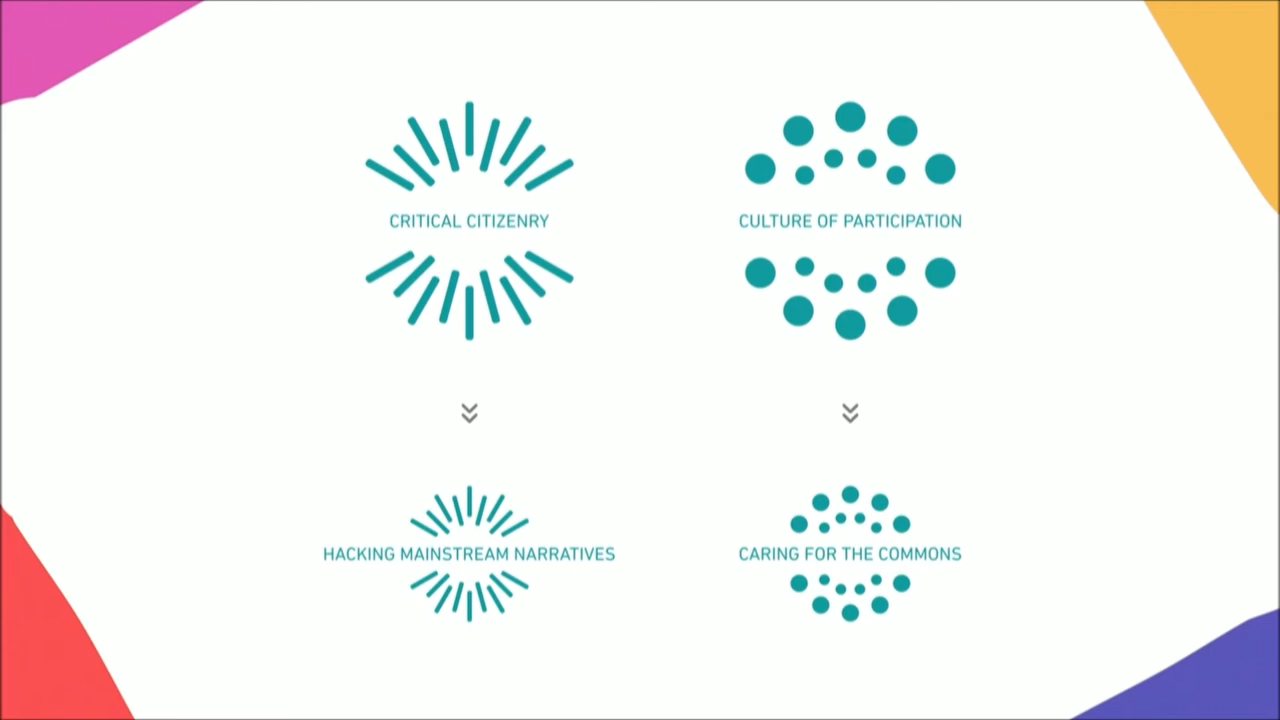 CRITICAL CITIZENRY
CULTURE OF PARTICIPATION
HACKING MAINSTREAM NARRATIVES
CARING FOR THE COMMONS